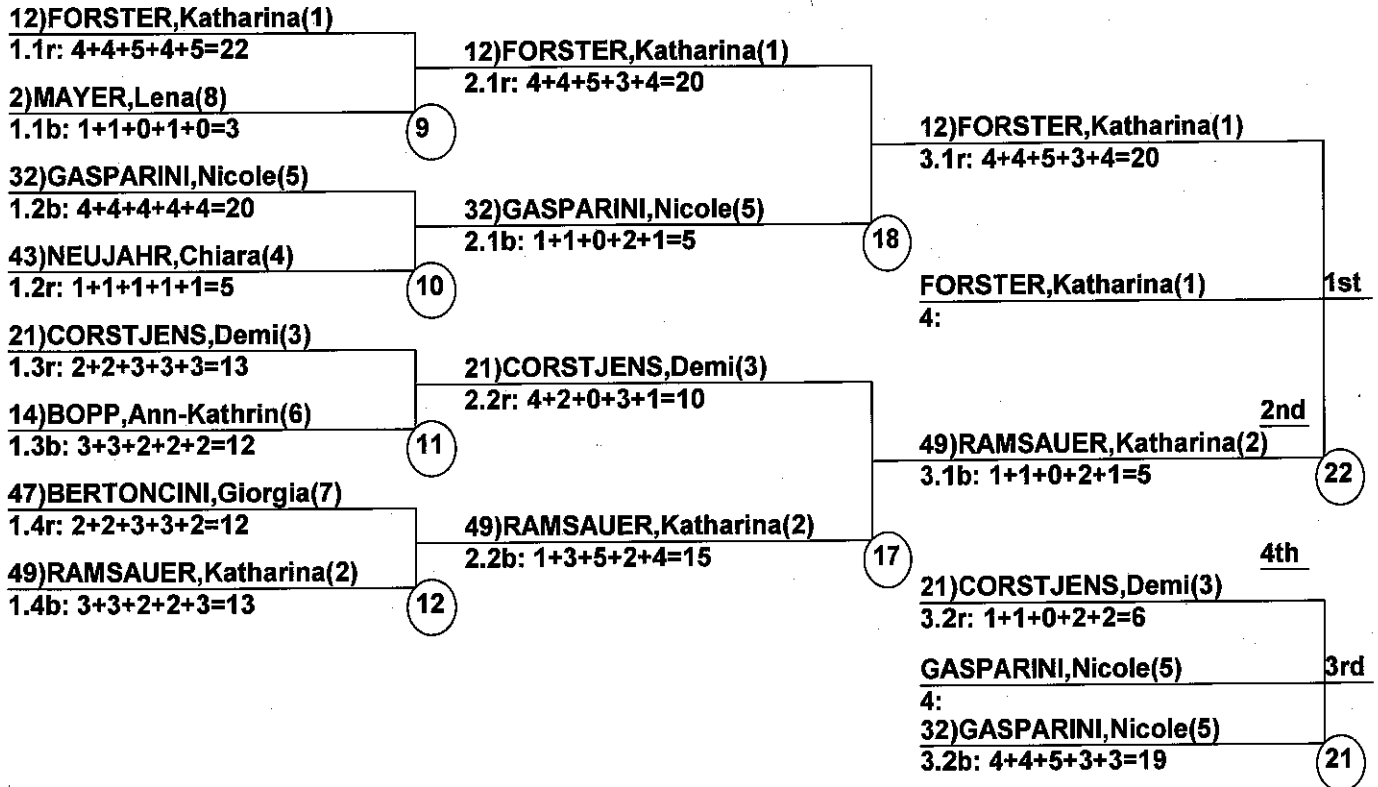 12)FORSTER,Katharina(1)
1.1r: 4+4+5+4+5=22
2)MAYER,Lena(8)
1.1b: 1+1+0+1+0=3
9
32)GASPARINI,Nicole(5)
1.2b: 4+4+4+4+4=20
43)NEUJAHR,Chiara(4)
1.2r: 1+1+1+1+1=5
10
21)CORSTJENS,Demi(3)
1.3r: 2+2+3+3+3=13
14)BOPP,Ann-Kathrin(6)
1.3b: 3+3+2+2+2=12
11
47)BERTONCINI,Giorgia(7)
1.4r: 2+2+3+3+2=12
49)RAMSAUER,Katharina(2)
1.4b: 3+3+2+2+3=13
12
12)FORSTER,Katharina(1)
2.1r: 4+4+5+3+4=20
32)GASPARINI,Nicole(5)
2.1b: 1+1+0+2+1=5
18
21)CORSTJENS,Demi(3)
2.2r: 4+2+0+3+1=10
49)RAMSAUER,Katharina(2)
2.2b: 1+3+5+2+4=15
17
12)FORSTER,Katharina(1)
3.1r: 4+4+5+3+4=20
FORSTER,Katharina(1) 1st
4:
2nd
49)RAMSAUER,Katharina(2)
3.1b: 1+1+0+2+1=5
22
4th
21)CORSTJENS,Demi(3)
3.2r: 1+1+0+2+2=6
GASPARINI,Nicole(5) 3rd
4:
32)GASPARINI,Nicole(5)
3.2b: 4+4+5+3+3=19
21